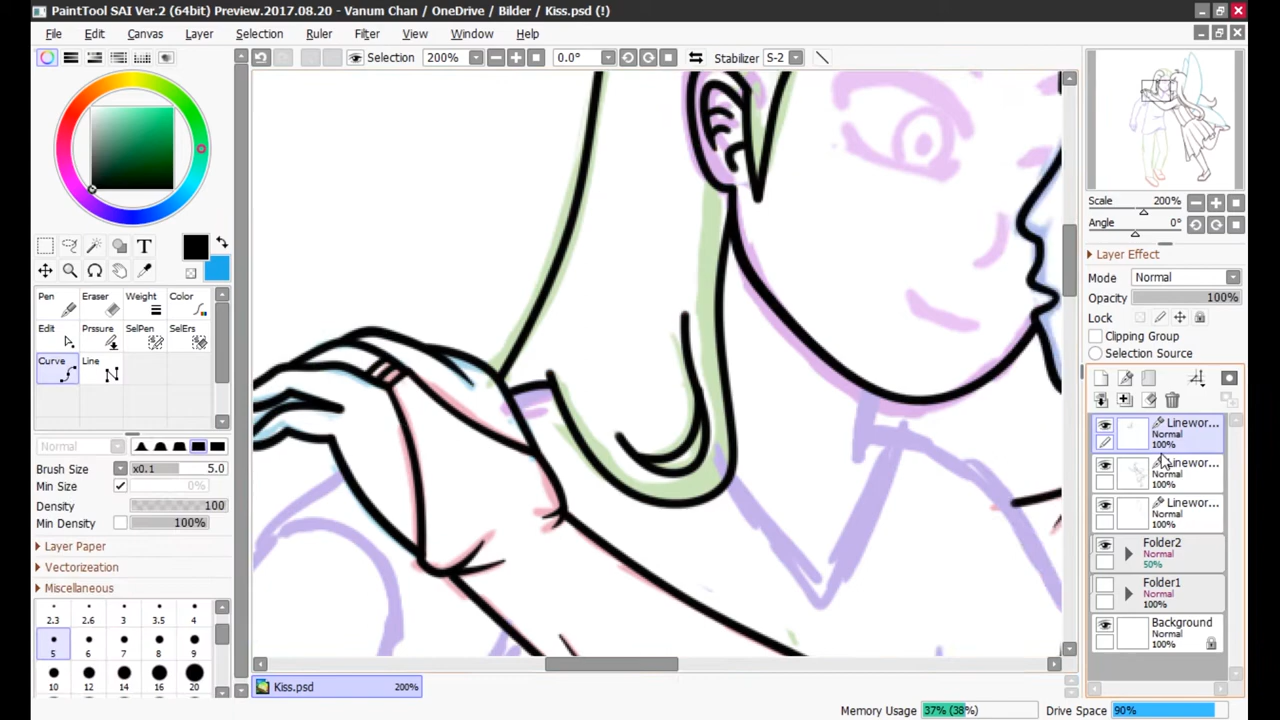 PaintTool SAI Ver.2 (64bit) Preview.2017.08.20 - Vanum Chan / OneDrive / Bilder / Kiss.psd (!)
File Edit Canvas Layer Selection Ruler Filter View Window Help
Selection 200% 0.0° Stabilizer S-2
Scale 200%
Angle 0°
Layer Effect
Mode Normal
Opacity 100%
Lock
Clipping Group
Selection Source
T
Pen Eraser Weight Color
Edit Prssure SelPen SelErs
Curve Line
Normal
Brush Size x0.1 5.0
Min Size 0%
Density 100
Min Density 100%
Layer Paper
Vectorization
Miscellaneous
2.3 2.6 3 3.5 4
5 6 7 8 9
10 12 14 16 20
Linewor...
Normal
100%
Linewor...
Normal
100%
Linewor...
Normal
100%
Folder2
Normal
50%
Folder1
Normal
100%
Background
Normal
100%
Kiss.psd 200%
Memory Usage 37% (38%) Drive Space 90%